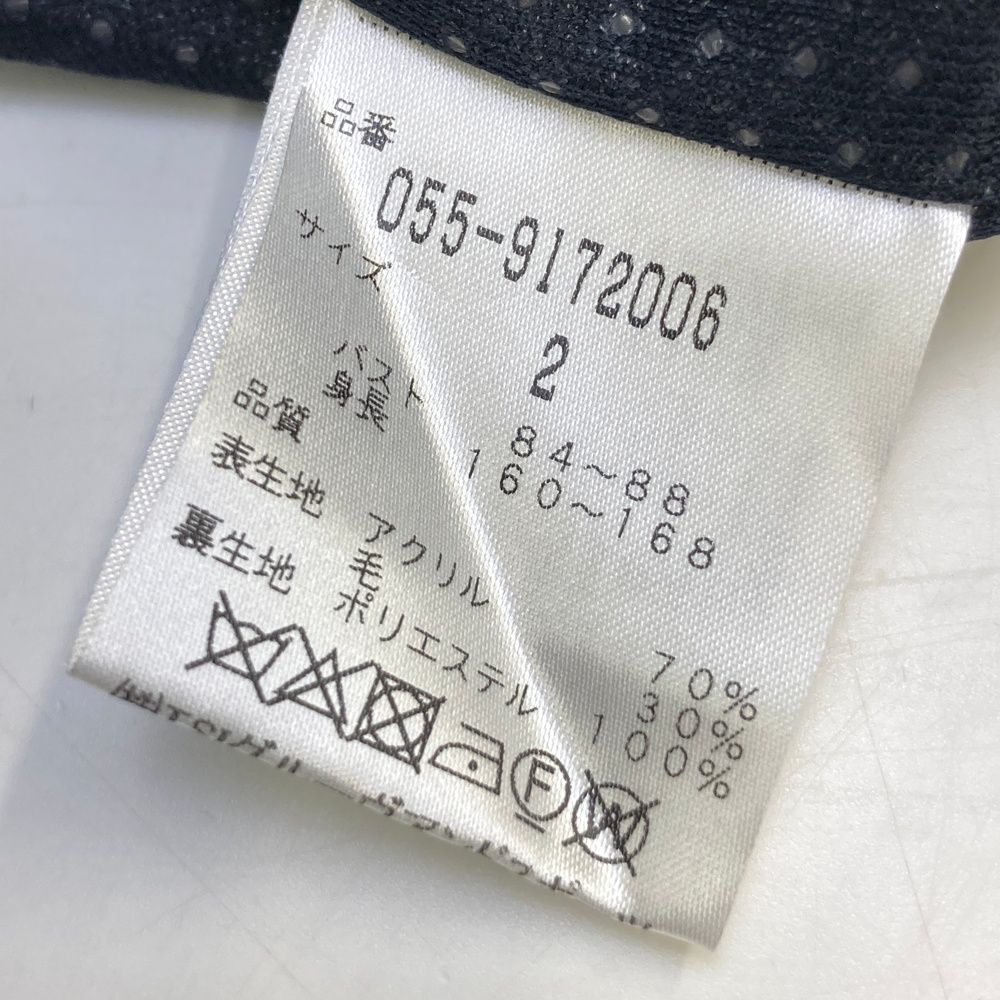 品番
055-9172006
サイズ 2
バスト 84～88
身長 160～168
品質
表生地 アクリル 70%
毛 30%
裏生地 ポリエステル 100%
F
W